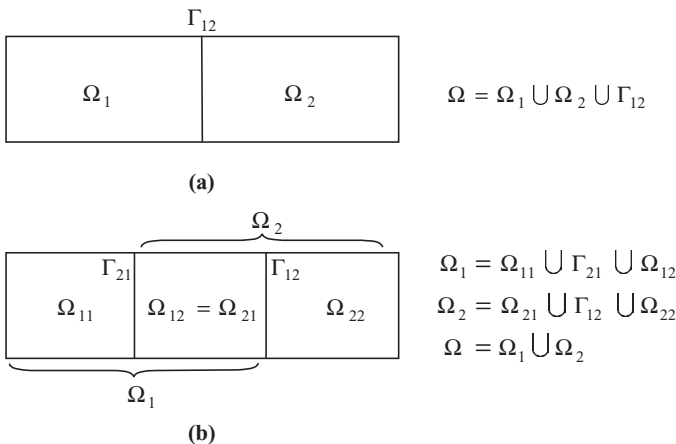 Γ₁₂
Ω₁ Ω₂ Ω = Ω₁ ⋃ Ω₂ ⋃ Γ₁₂
(a)
Ω₂
Γ₂₁ Γ₁₂ Ω₁ = Ω₁₁ ⋃ Γ₂₁ ⋃ Ω₁₂
Ω₁₁ Ω₁₂ = Ω₂₁ Ω₂₂ Ω₂ = Ω₂₁ ⋃ Γ₁₂ ⋃ Ω₂₂
Ω = Ω₁ ⋃ Ω₂
Ω₁
(b)